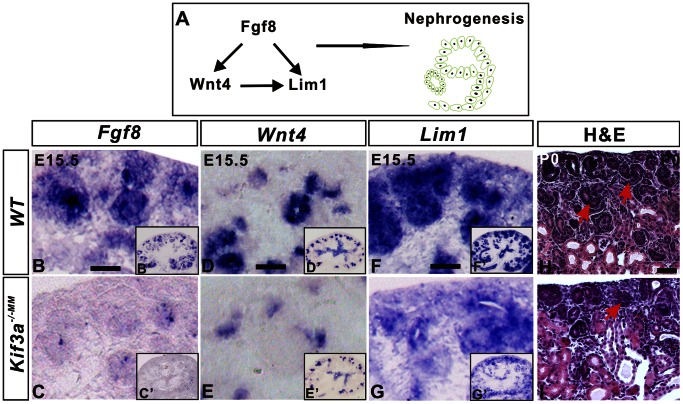 A
Nephrogenesis
Fgf8
Wnt4
Lim1
Fgf8
Wnt4
Lim1
H&E
WT
E15.5
E15.5
E15.5
P0
B
B'
D
D'
F
F'
H
Kif3a-/-MM
C
C'
E
E'
G
G'
I